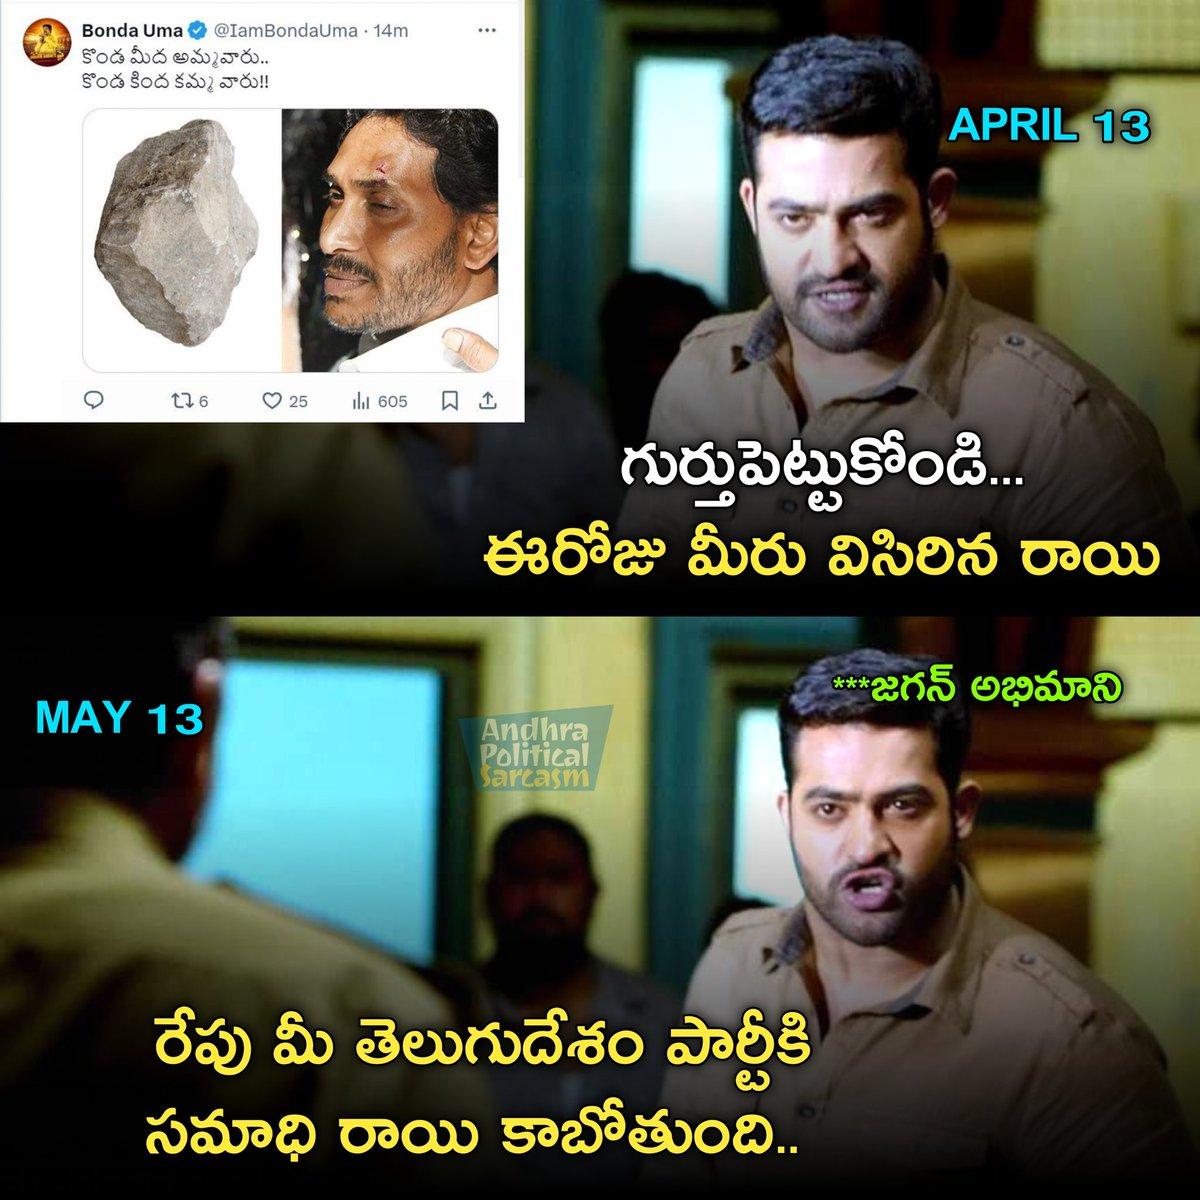 Bonda Uma @IamBondaUma · 14m
కొండ మీద అమ్మవారు..
కొండ కింద కమ్మ వారు!!
6 25 605
APRIL 13
గుర్తుపెట్టుకోండి...
ఈరోజు మీరు విసిరిన రాయి
***జగన్ అభిమాని
MAY 13
Andhra
Political
Sarcasm
రేపు మీ తెలుగుదేశం పార్టీకి
సమాధి రాయి కాబోతుంది..